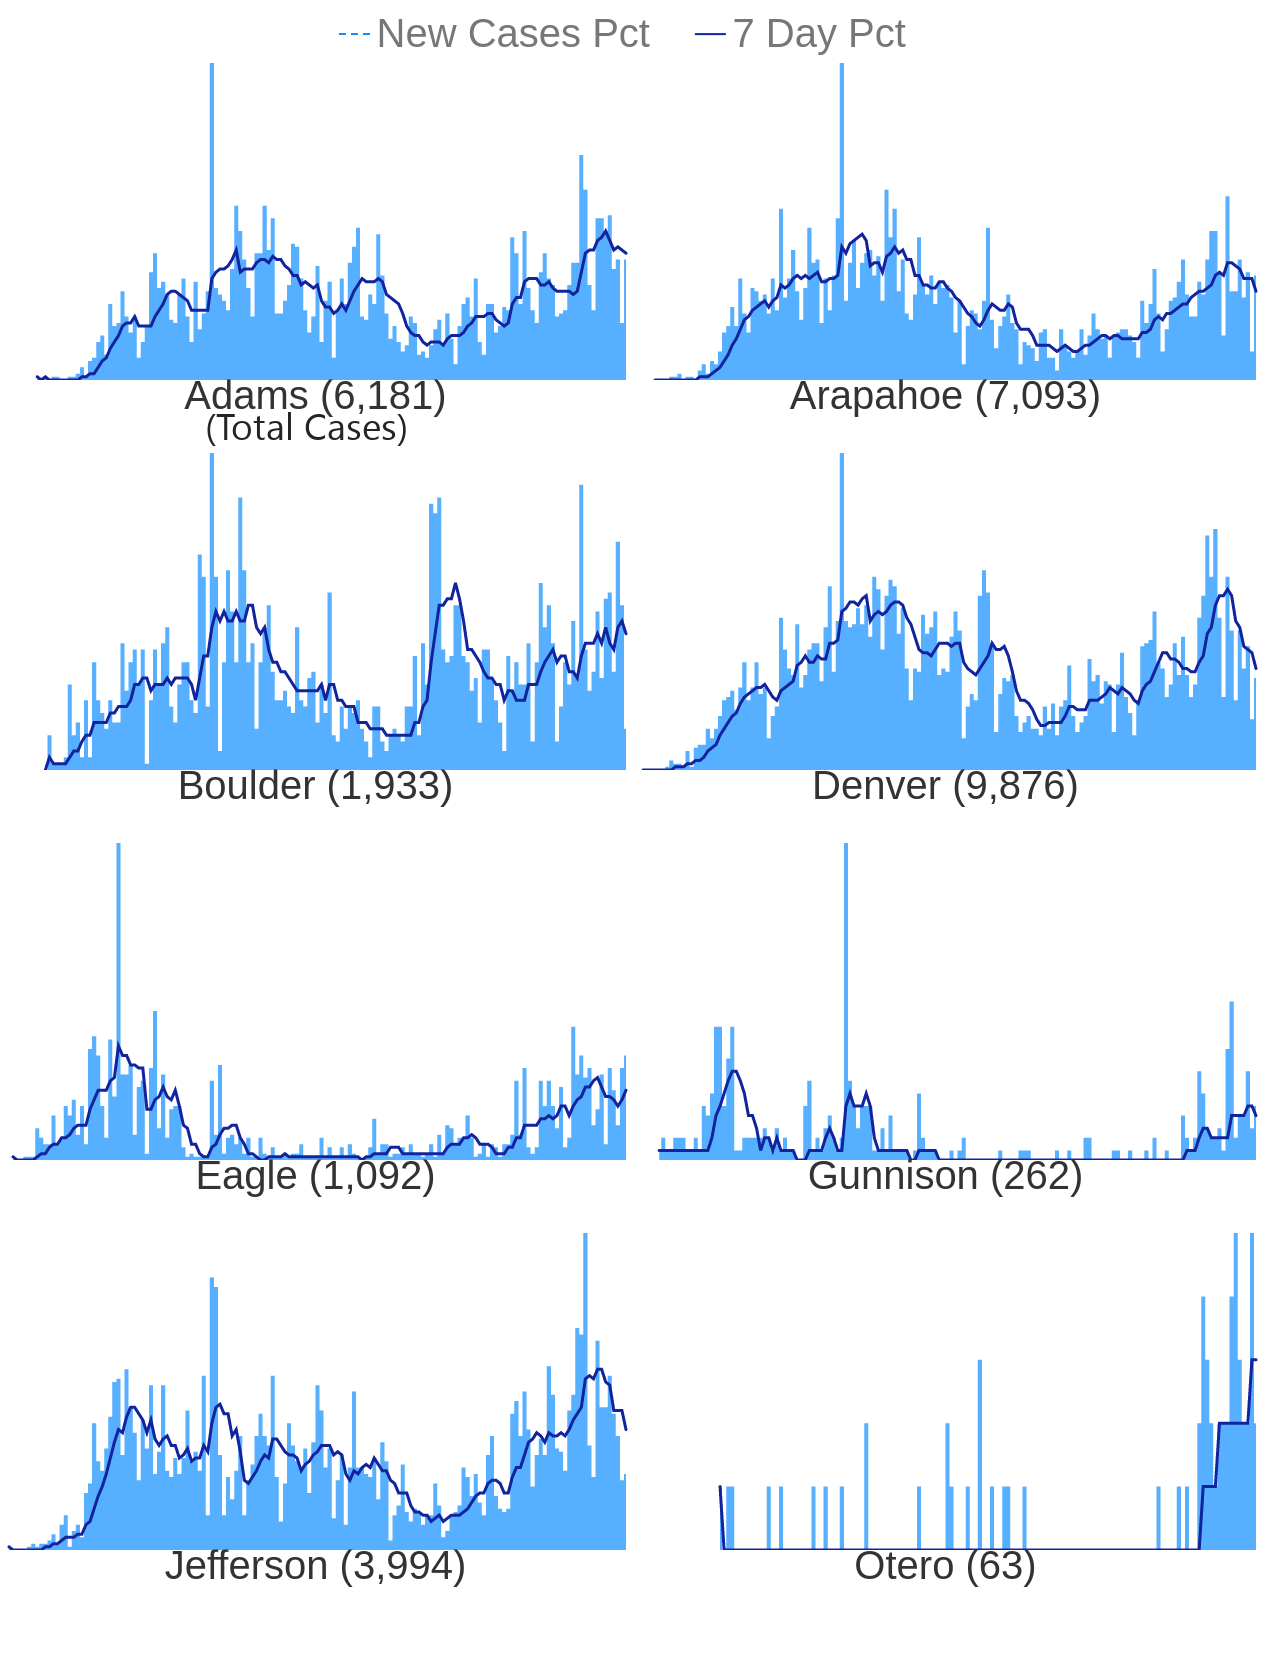 New Cases Pct 7 Day Pct
Adams (6,181) Arapahoe (7,093)
(Total Cases)
Boulder (1,933) Denver (9,876)
Eagle (1,092) Gunnison (262)
Jefferson (3,994) Otero (63)